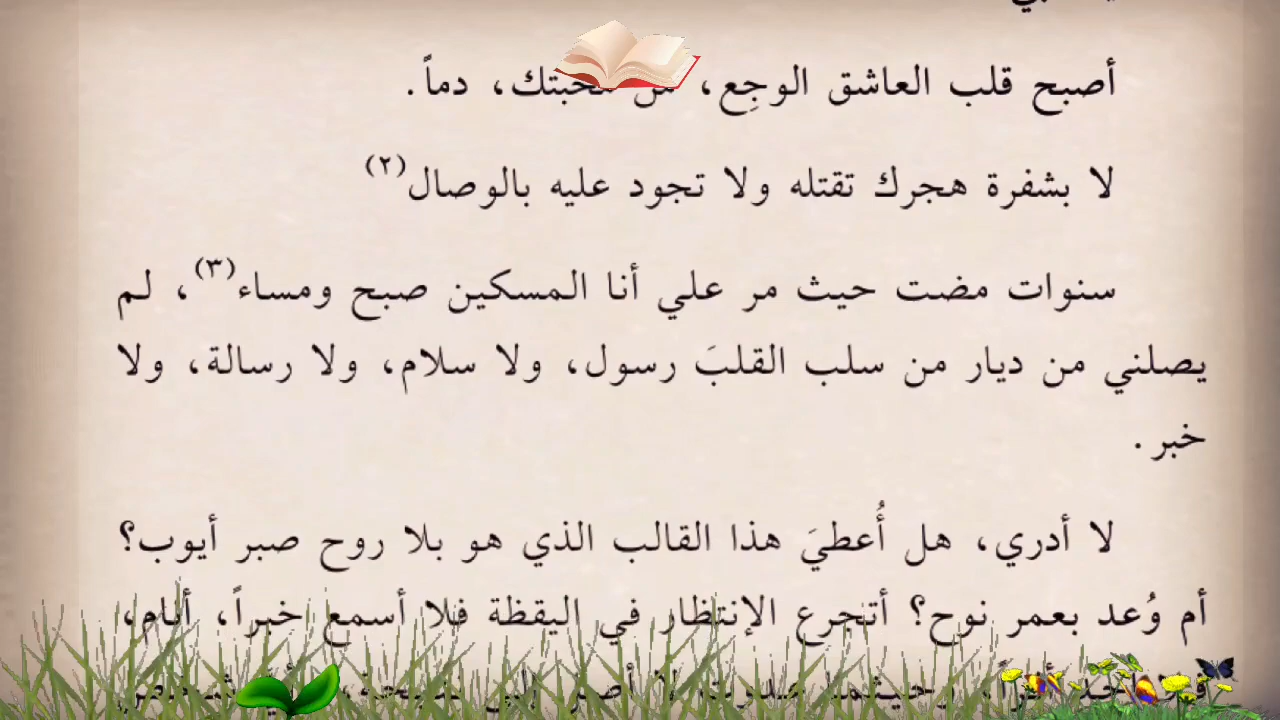 أصبح قلب العاشق الوجِع، من محبتك، دماً.
لا بشفرة هجرك تقتله ولا تجود عليه بالوصال(٢)
سنوات مضت حيث مر علي أنا المسكين صبح ومساء(٣)، لم
يصلني من ديار من سلب القلبَ رسول، ولا سلام، ولا رسالة، ولا
خبر.
لا أدري، هل أُعطيَ هذا القالب الذي هو بلا روح صبر أيوب؟
أم وُعد بعمر نوح؟ أتجرع الإنتظار في اليقظة فلا أسمع خبراً، أنام،